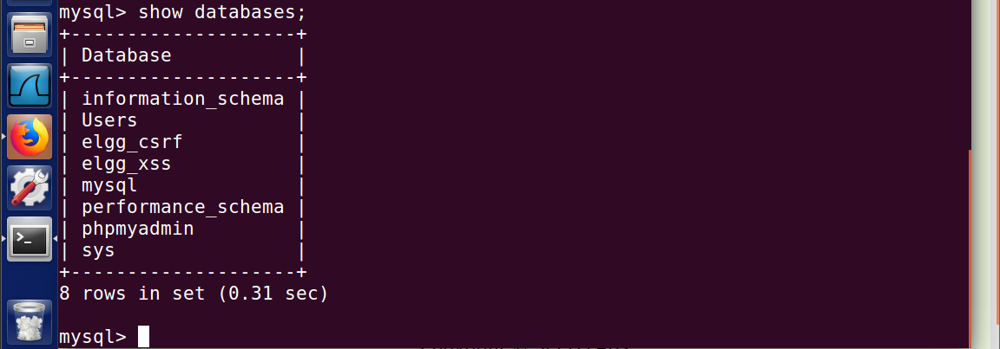 mysql> show databases;
+--------------------+
| Database           |
+--------------------+
| information_schema |
| Users              |
| elgg_csrf          |
| elgg_xss           |
| mysql              |
| performance_schema |
| phpmyadmin         |
| sys                |
+--------------------+
8 rows in set (0.31 sec)
mysql>